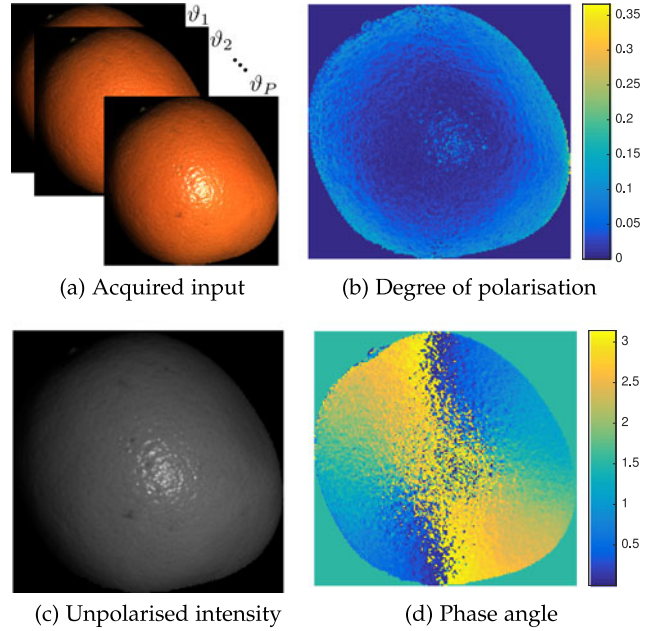 ϑ1
ϑ2
ϑP
0.35
0.3
0.25
0.2
0.15
0.1
0.05
0
(a) Acquired input
(b) Degree of polarisation
3
2.5
2
1.5
1
0.5
(c) Unpolarised intensity
(d) Phase angle